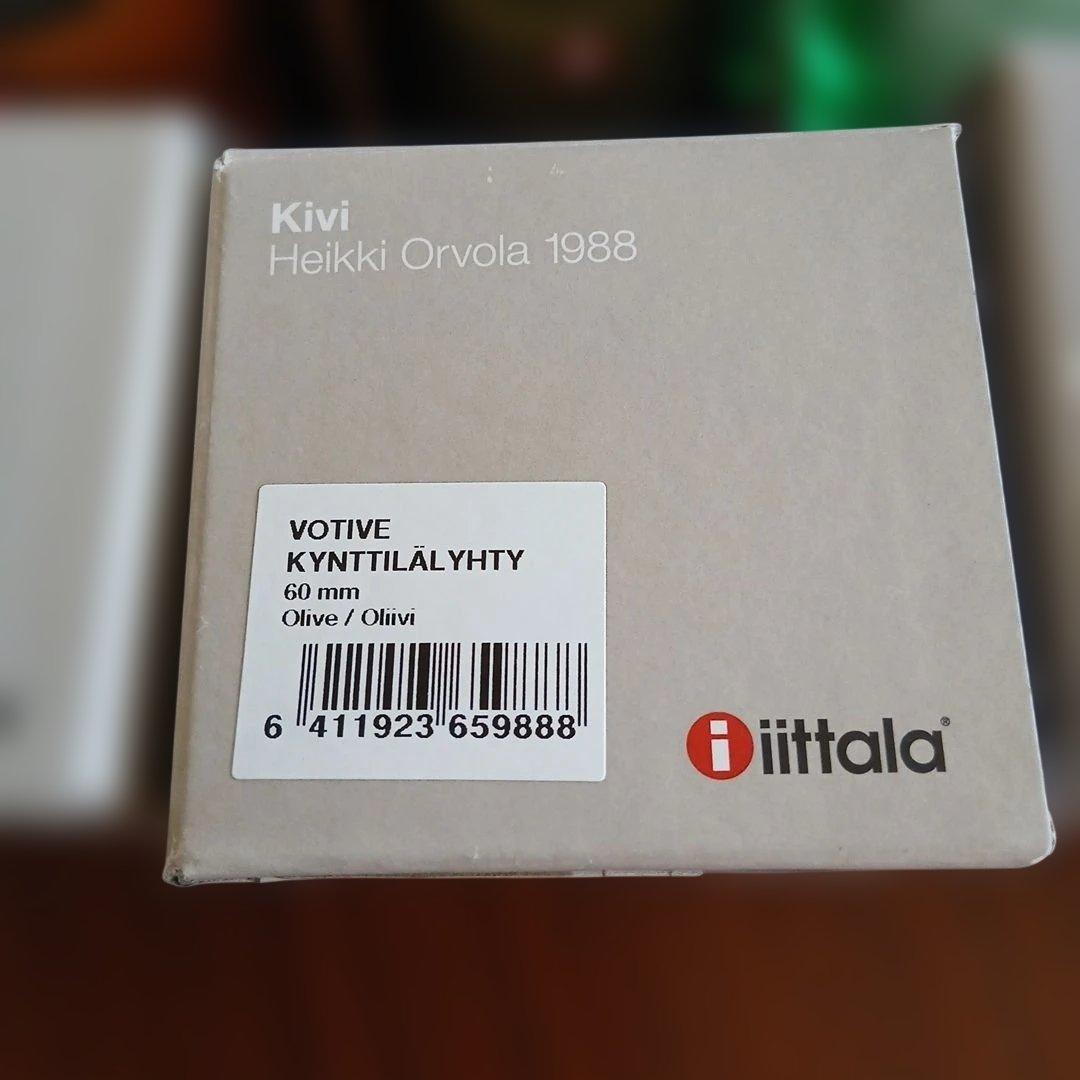 Kivi
Heikki Orvola 1988
VOTIVE
KYNTTILÄLYHTY
60 mm
Olive / Oliivi
6 411923 659888
i iittala®